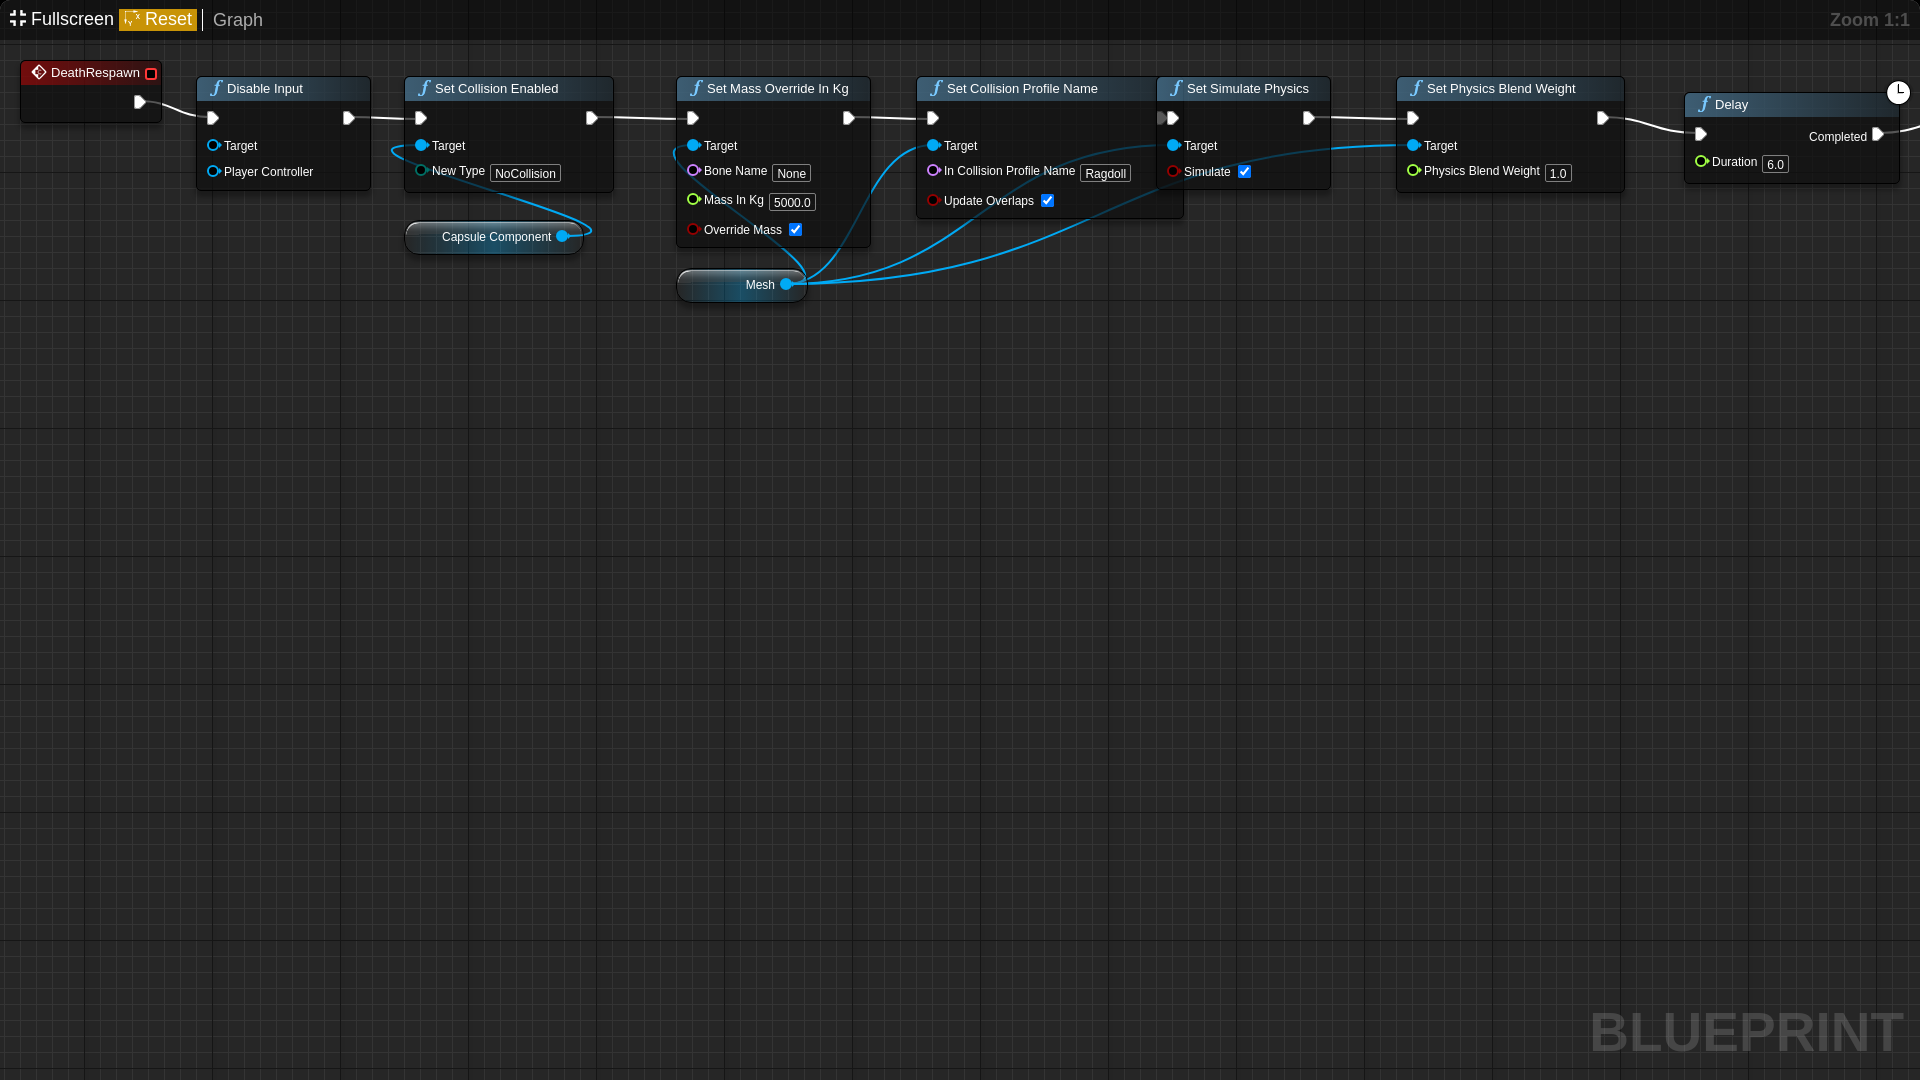 Fullscreen Reset Graph
Zoom 1:1
DeathRespawn
Disable Input
Target
Player Controller
Set Collision Enabled
Target
New Type NoCollision
Capsule Component
Set Mass Override In Kg
Target
Bone Name None
Mass In Kg 5000.0
Override Mass
Mesh
Set Collision Profile Name
Target
In Collision Profile Name Ragdoll
Update Overlaps
Set Simulate Physics
Target
Simulate
Set Physics Blend Weight
Target
Physics Blend Weight 1.0
Delay
Completed
Duration 6.0
BLUEPRINT